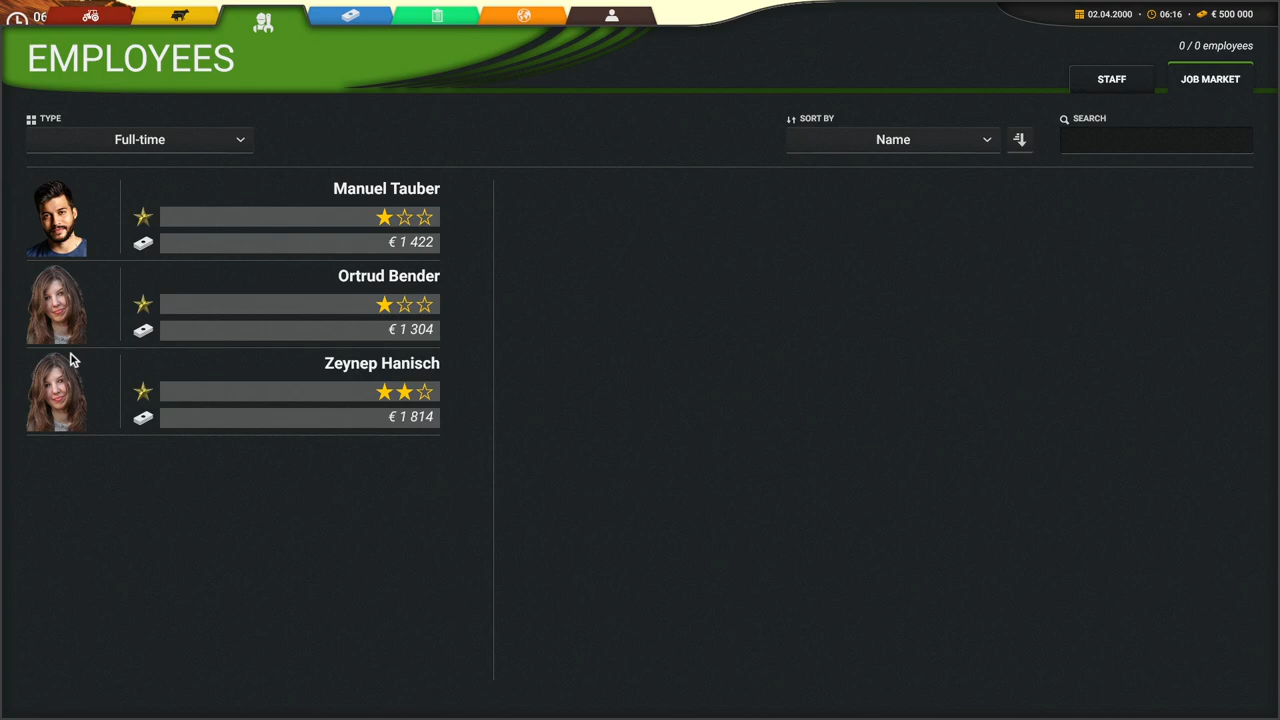 06
02.04.2000 • 06:16 • € 500 000
EMPLOYEES
0 / 0 employees
STAFF
JOB MARKET
TYPE
SORT BY
SEARCH
Full-time
Name
Manuel Tauber
€ 1 422
Ortrud Bender
€ 1 304
Zeynep Hanisch
€ 1 814